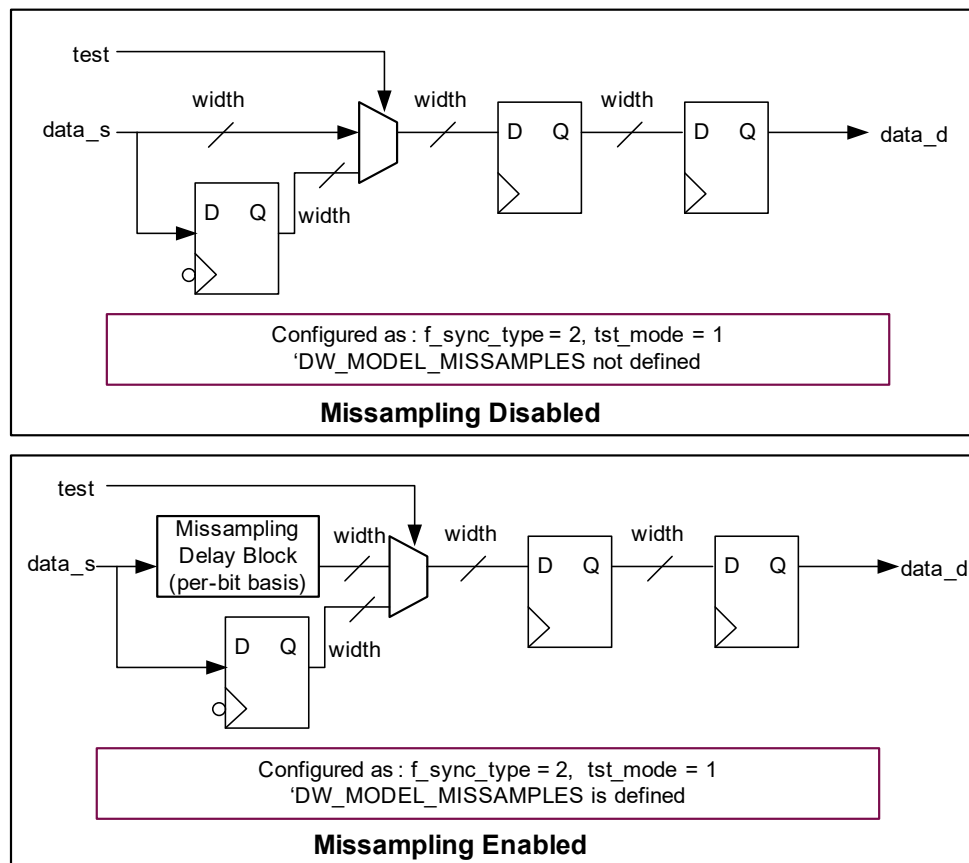 test
width
width
width
data_s
D Q
D Q
data_d
D Q
width
Configured as : f_sync_type = 2, tst_mode = 1
‘DW_MODEL_MISSAMPLES not defined
Missampling Disabled
test
Missampling
Delay Block
(per-bit basis)
width
width
width
data_s
D Q
D Q
data_d
D Q
width
Configured as : f_sync_type = 2, tst_mode = 1
‘DW_MODEL_MISSAMPLES is defined
Missampling Enabled